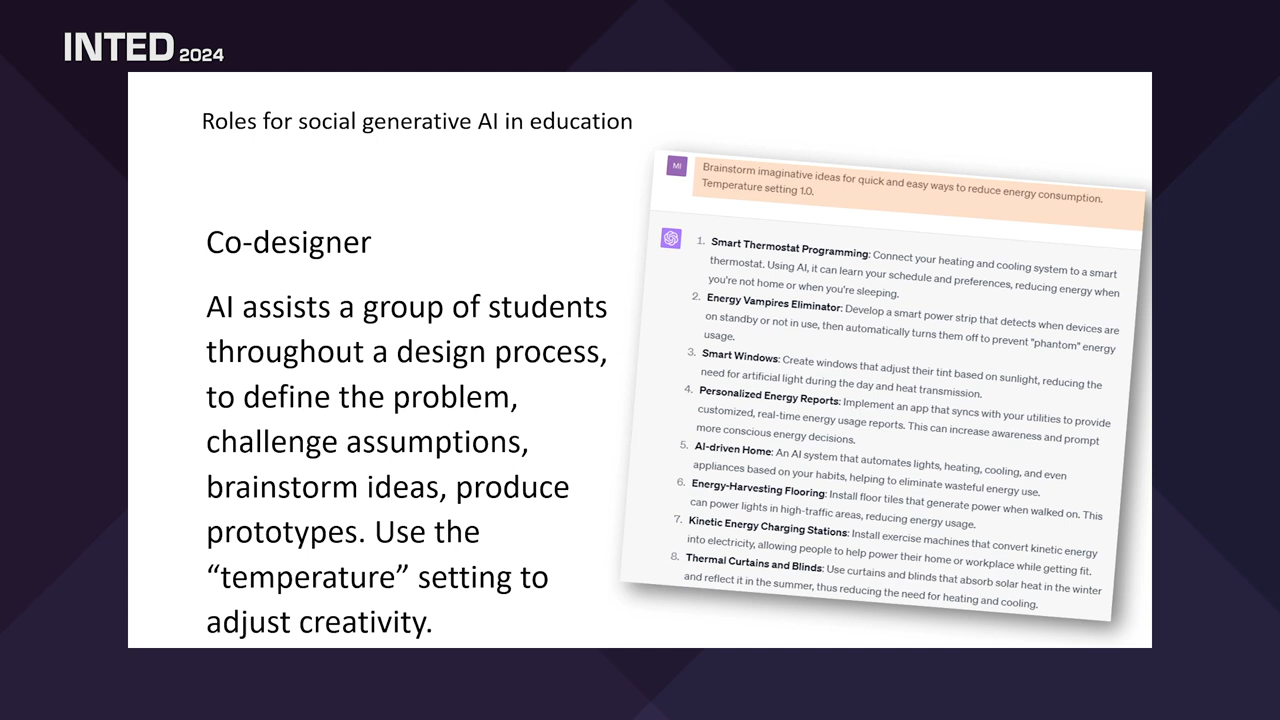 INTED 2024
Roles for social generative AI in education
Co-designer
AI assists a group of students
throughout a design process,
to define the problem,
challenge assumptions,
brainstorm ideas, produce
prototypes. Use the
“temperature” setting to
adjust creativity.
MI
Brainstorm imaginative ideas for quick and easy ways to reduce energy consumption.
Temperature setting 1.0.
1. Smart Thermostat Programming: Connect your heating and cooling system to a smart
thermostat. Using AI, it can learn your schedule and preferences, reducing energy when
you're not home or when you're sleeping.
2. Energy Vampires Eliminator: Develop a smart power strip that detects when devices are
on standby or not in use, then automatically turns them off to prevent "phantom" energy
usage.
3. Smart Windows: Create windows that adjust their tint based on sunlight, reducing the
need for artificial light during the day and heat transmission.
4. Personalized Energy Reports: Implement an app that syncs with your utilities to provide
customized, real-time energy usage reports. This can increase awareness and prompt
more conscious energy decisions.
5. AI-driven Home: An AI system that automates lights, heating, cooling, and even
appliances based on your habits, helping to eliminate wasteful energy use.
6. Energy-Harvesting Flooring: Install floor tiles that generate power when walked on. This
can power lights in high-traffic areas, reducing energy usage.
7. Kinetic Energy Charging Stations: Install exercise machines that convert kinetic energy
into electricity, allowing people to help power their home or workplace while getting fit.
8. Thermal Curtains and Blinds: Use curtains and blinds that absorb solar heat in the winter
and reflect it in the summer, thus reducing the need for heating and cooling.